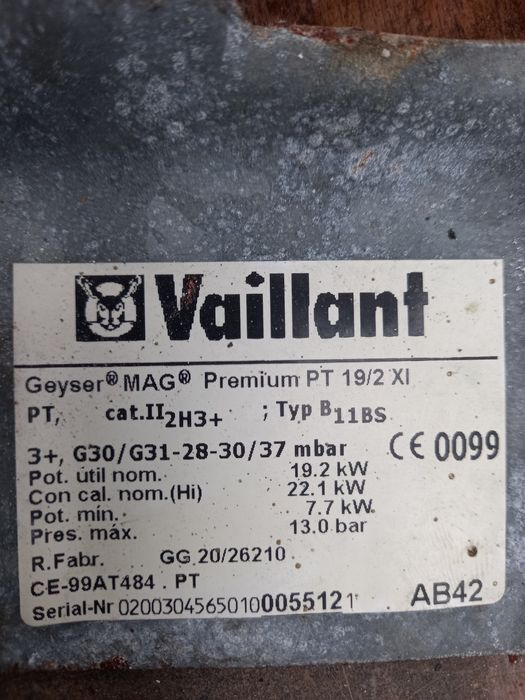 Vaillant
Geyser® MAG® Premium PT 19/2 XI
PT, cat.II2H3+ ; Typ B11BS
3+, G30/G31-28-30/37 mbar CE 0099
Pot. útil nom. 19.2 kW
Con cal. nom.(Hi) 22.1 kW
Pot. min. 7.7 kW
Pres. máx. 13.0 bar
R.Fabr. GG 20/26210
CE-99AT484 . PT
Serial-Nr 0200304565010005512 1 AB42